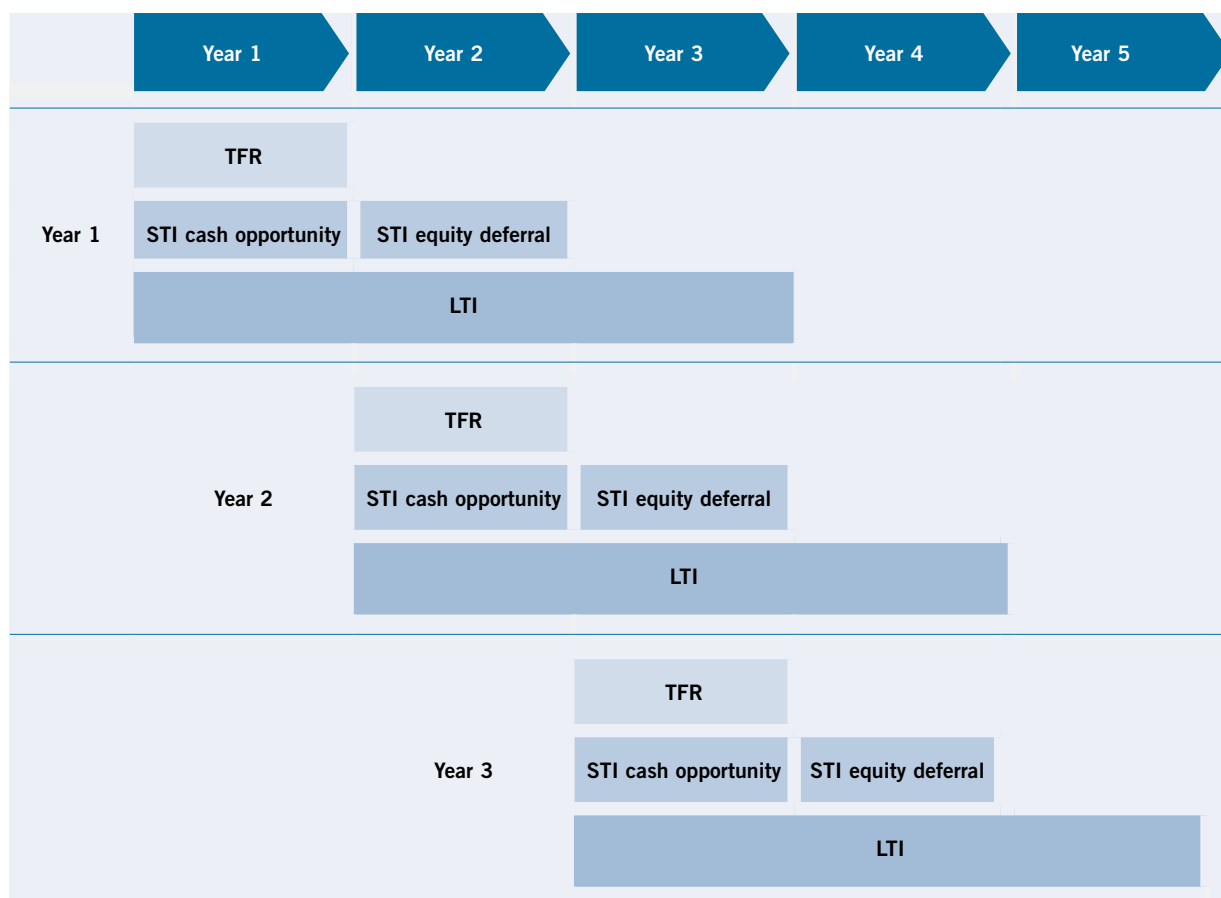 Year 1
Year 2
Year 3
Year 4
Year 5
TFR
Year 1
STI cash opportunity
STI equity deferral
LTI
TFR
Year 2
STI cash opportunity
STI equity deferral
LTI
TFR
Year 3
STI cash opportunity
STI equity deferral
LTI